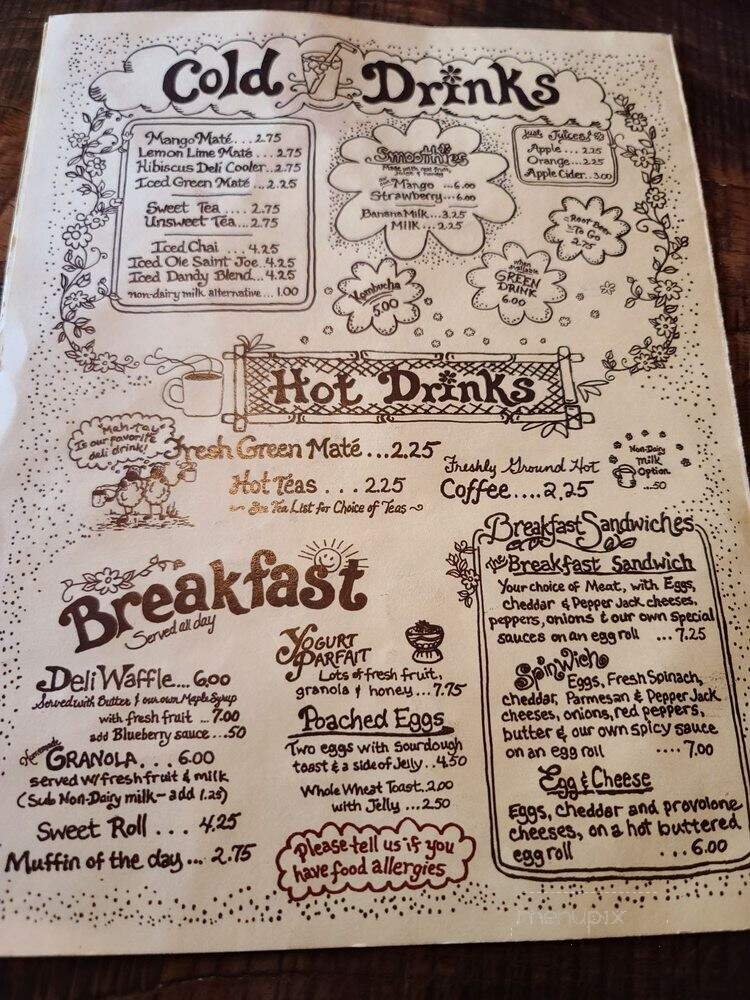 Cold Drinks
Mango Maté . . . 2.75
Lemon Lime Maté . . . 2.75
Hibiscus Deli Cooler . . 2.75
Iced Green Maté . . . 2.25
Sweet Tea . . . . 2.75
Unsweet Tea . . . 2.75
Iced Chai . . . 4.25
Iced Ole Saint Joe . . 4.25
Iced Dandy Blend . . . 4.25
non-dairy milk alternative . . . 1.00
Smoothies
Made with real fruit,
juice & honey
Mango . . . 6.00
Strawberry . . . 6.00
Banana Milk . . . 3.25
Milk . . . 2.25
Just Juices!
Apple . . . 2.25
Orange . . . 2.25
Apple Cider . 3.00
Root Beer
To Go
2.75
Kombucha
5.00
when
available
GREEN
DRINK
6.00
Hot Drinks
"Mah-Tay"
Is our favorite
deli drink!
Fresh Green Maté . . . 2.25
Hot Teas . . . 2.25
~ See Tea List for Choice of Teas ~
Freshly Ground Hot
Coffee . . . . 2.25
Non-Dairy
Milk
Option
. . . .50
Breakfast
Served all day
Deli Waffle . . . 6.00
Served with Butter & our own Maple Syrup
with fresh fruit . . . 7.00
add Blueberry sauce . . . .50
Homemade
GRANOLA . . . 6.00
served w/ fresh fruit & milk
(Sub Non-Dairy milk - add 1.25)
Sweet Roll . . . 4.25
Muffin of the day . . . 2.75
YOGURT
PARFAIT
Lots of fresh fruit,
granola & honey . . . 7.75
Poached Eggs
Two eggs with Sourdough
toast & a side of Jelly . . 4.50
Whole Wheat Toast . 2.00
with Jelly . . . 2.50
please tell us if you
have food allergies
Breakfast Sandwiches
The Breakfast Sandwich
Your choice of Meat, with Eggs,
cheddar & Pepper Jack cheeses,
peppers, onions & our own special
sauces on an egg roll . . . 7.25
Spinwich
Eggs, Fresh Spinach,
cheddar, Parmesan & Pepper Jack
cheeses, onions, red peppers,
butter & our own spicy sauce
on an egg roll . . . . 7.00
Egg & Cheese
Eggs, cheddar and provolone
cheeses, on a hot buttered
egg roll . . . 6.00
menupix